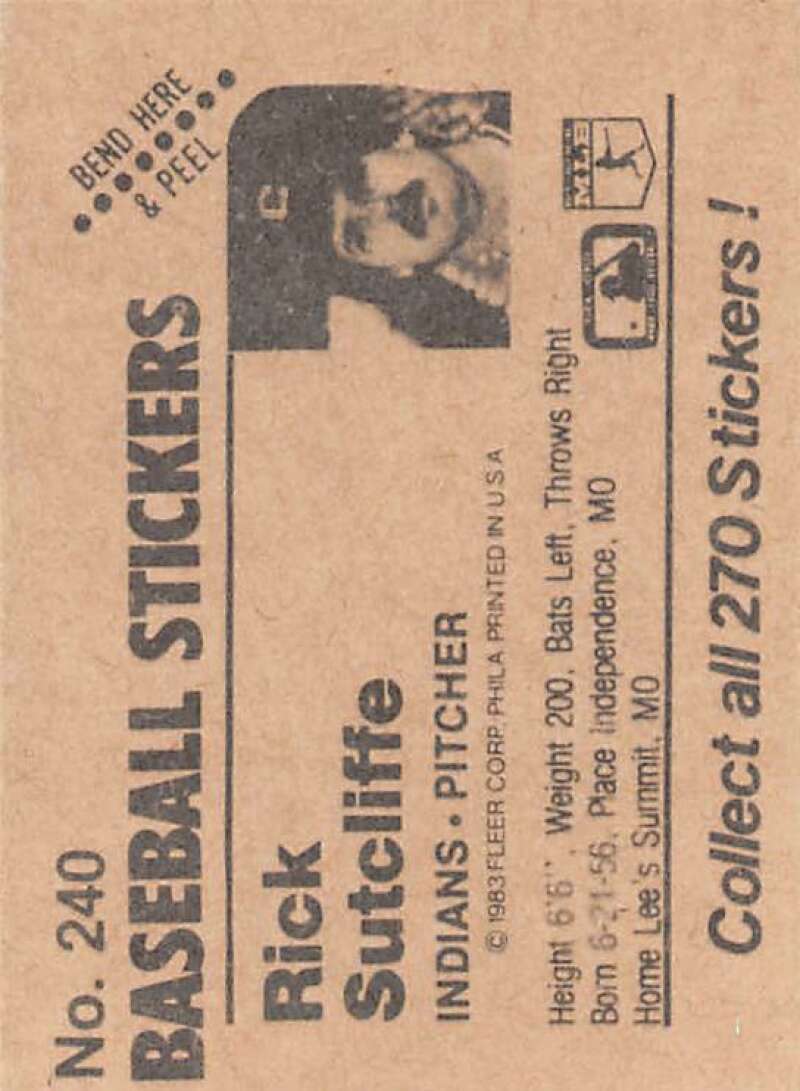 No. 240
BEND HERE
& PEEL
BASEBALL STICKERS
Rick
Sutcliffe
INDIANS • PITCHER
© 1983 FLEER CORP. PHILA PRINTED IN U S A
Height 6'6'', Weight 200, Bats Left, Throws Right
Born 6-21-56, Place Independence, MO
Home Lee's Summit, MO
Collect all 270 Stickers!